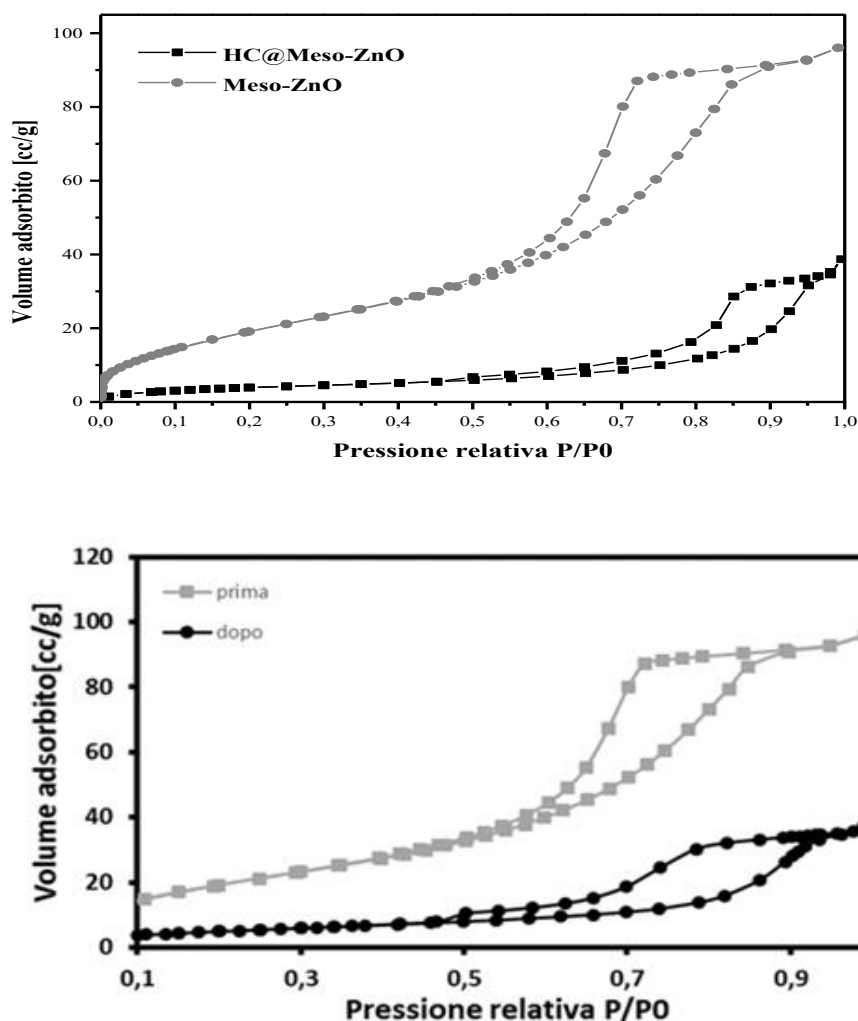 100
HC@Meso-ZnO
Meso-ZnO
80
60
40
20
0
Volume adsorbito [cc/g]
0,0 0,1 0,2 0,3 0,4 0,5 0,6 0,7 0,8 0,9 1,0
Pressione relativa P/P0
120
prima
100
dopo
80
60
40
20
0
Volume adsorbito[cc/g]
0,1 0,3 0,5 0,7 0,9
Pressione relativa P/P0